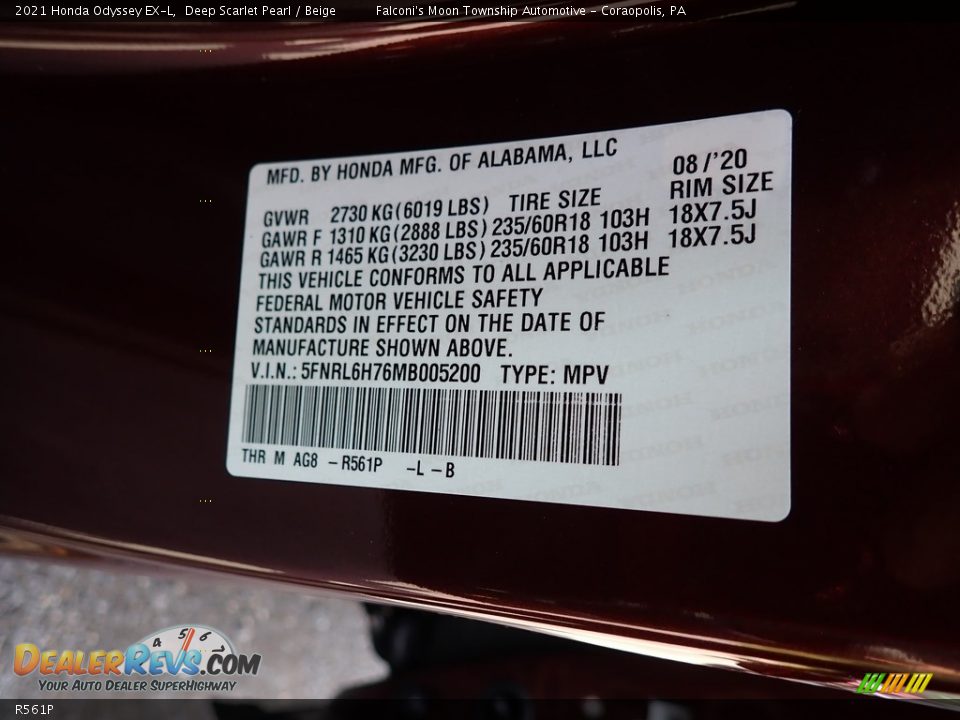 2021 Honda Odyssey EX-L, Deep Scarlet Pearl / Beige Falconi's Moon Township Automotive - Coraopolis, PA
MFD. BY HONDA MFG. OF ALABAMA, LLC 08/'20
GVWR 2730 KG(6019 LBS) TIRE SIZE RIM SIZE
GAWR F 1310 KG(2888 LBS) 235/60R18 103H 18X7.5J
GAWR R 1465 KG(3230 LBS) 235/60R18 103H 18X7.5J
THIS VEHICLE CONFORMS TO ALL APPLICABLE
FEDERAL MOTOR VEHICLE SAFETY
STANDARDS IN EFFECT ON THE DATE OF
MANUFACTURE SHOWN ABOVE.
V.I.N.: 5FNRL6H76MB005200 TYPE: MPV
THR M AG8 -R561P -L -B
4 5 6
DEALERREVS.COM
YOUR AUTO DEALER SUPERHIGHWAY
R561P